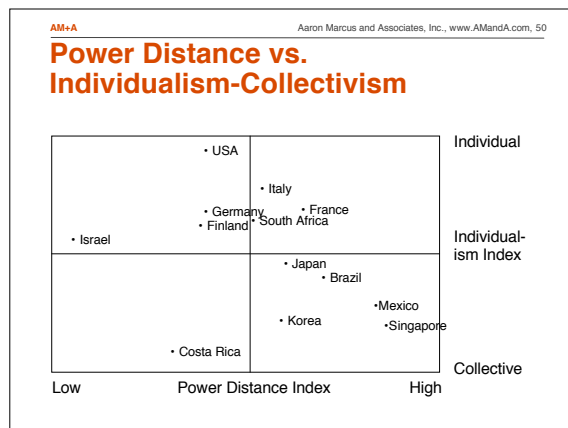 AM+A
Aaron Marcus and Associates, Inc., www.AMandA.com, 50
Power Distance vs.
Individualism-Collectivism
Individual
• USA
• Italy
• Germany
• France
• South Africa
• Finland
• Israel
Individual-
ism Index
• Japan
• Brazil
•Mexico
• Korea
• Singapore
• Costa Rica
Collective
Low
Power Distance Index
High